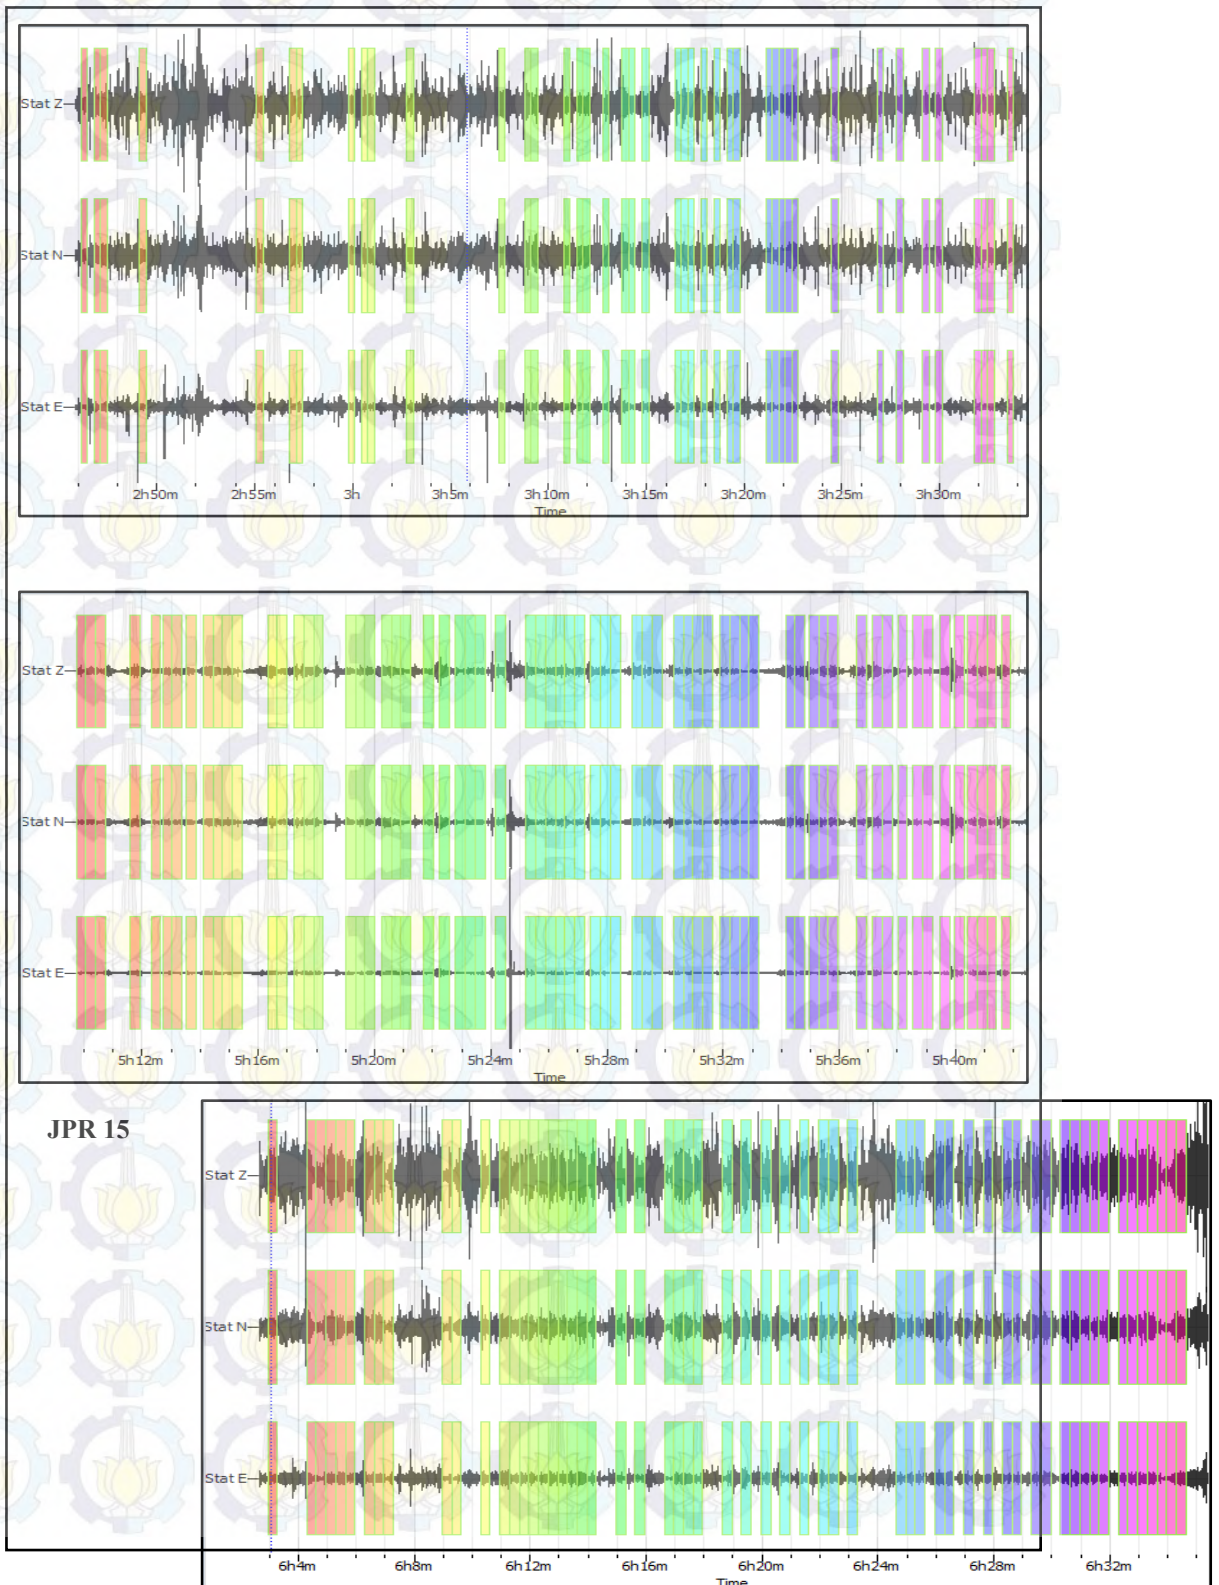 Stat Z
Stat N
Stat E
2h50m 2h55m 3h 3h5m 3h10m 3h15m 3h20m 3h25m 3h30m
Time
Stat Z
Stat N
Stat E
5h12m 5h16m 5h20m 5h24m 5h28m 5h32m 5h36m 5h40m
Time
JPR 15
Stat Z
Stat N
Stat E
6h4m 6h8m 6h12m 6h16m 6h20m 6h24m 6h28m 6h32m
Time